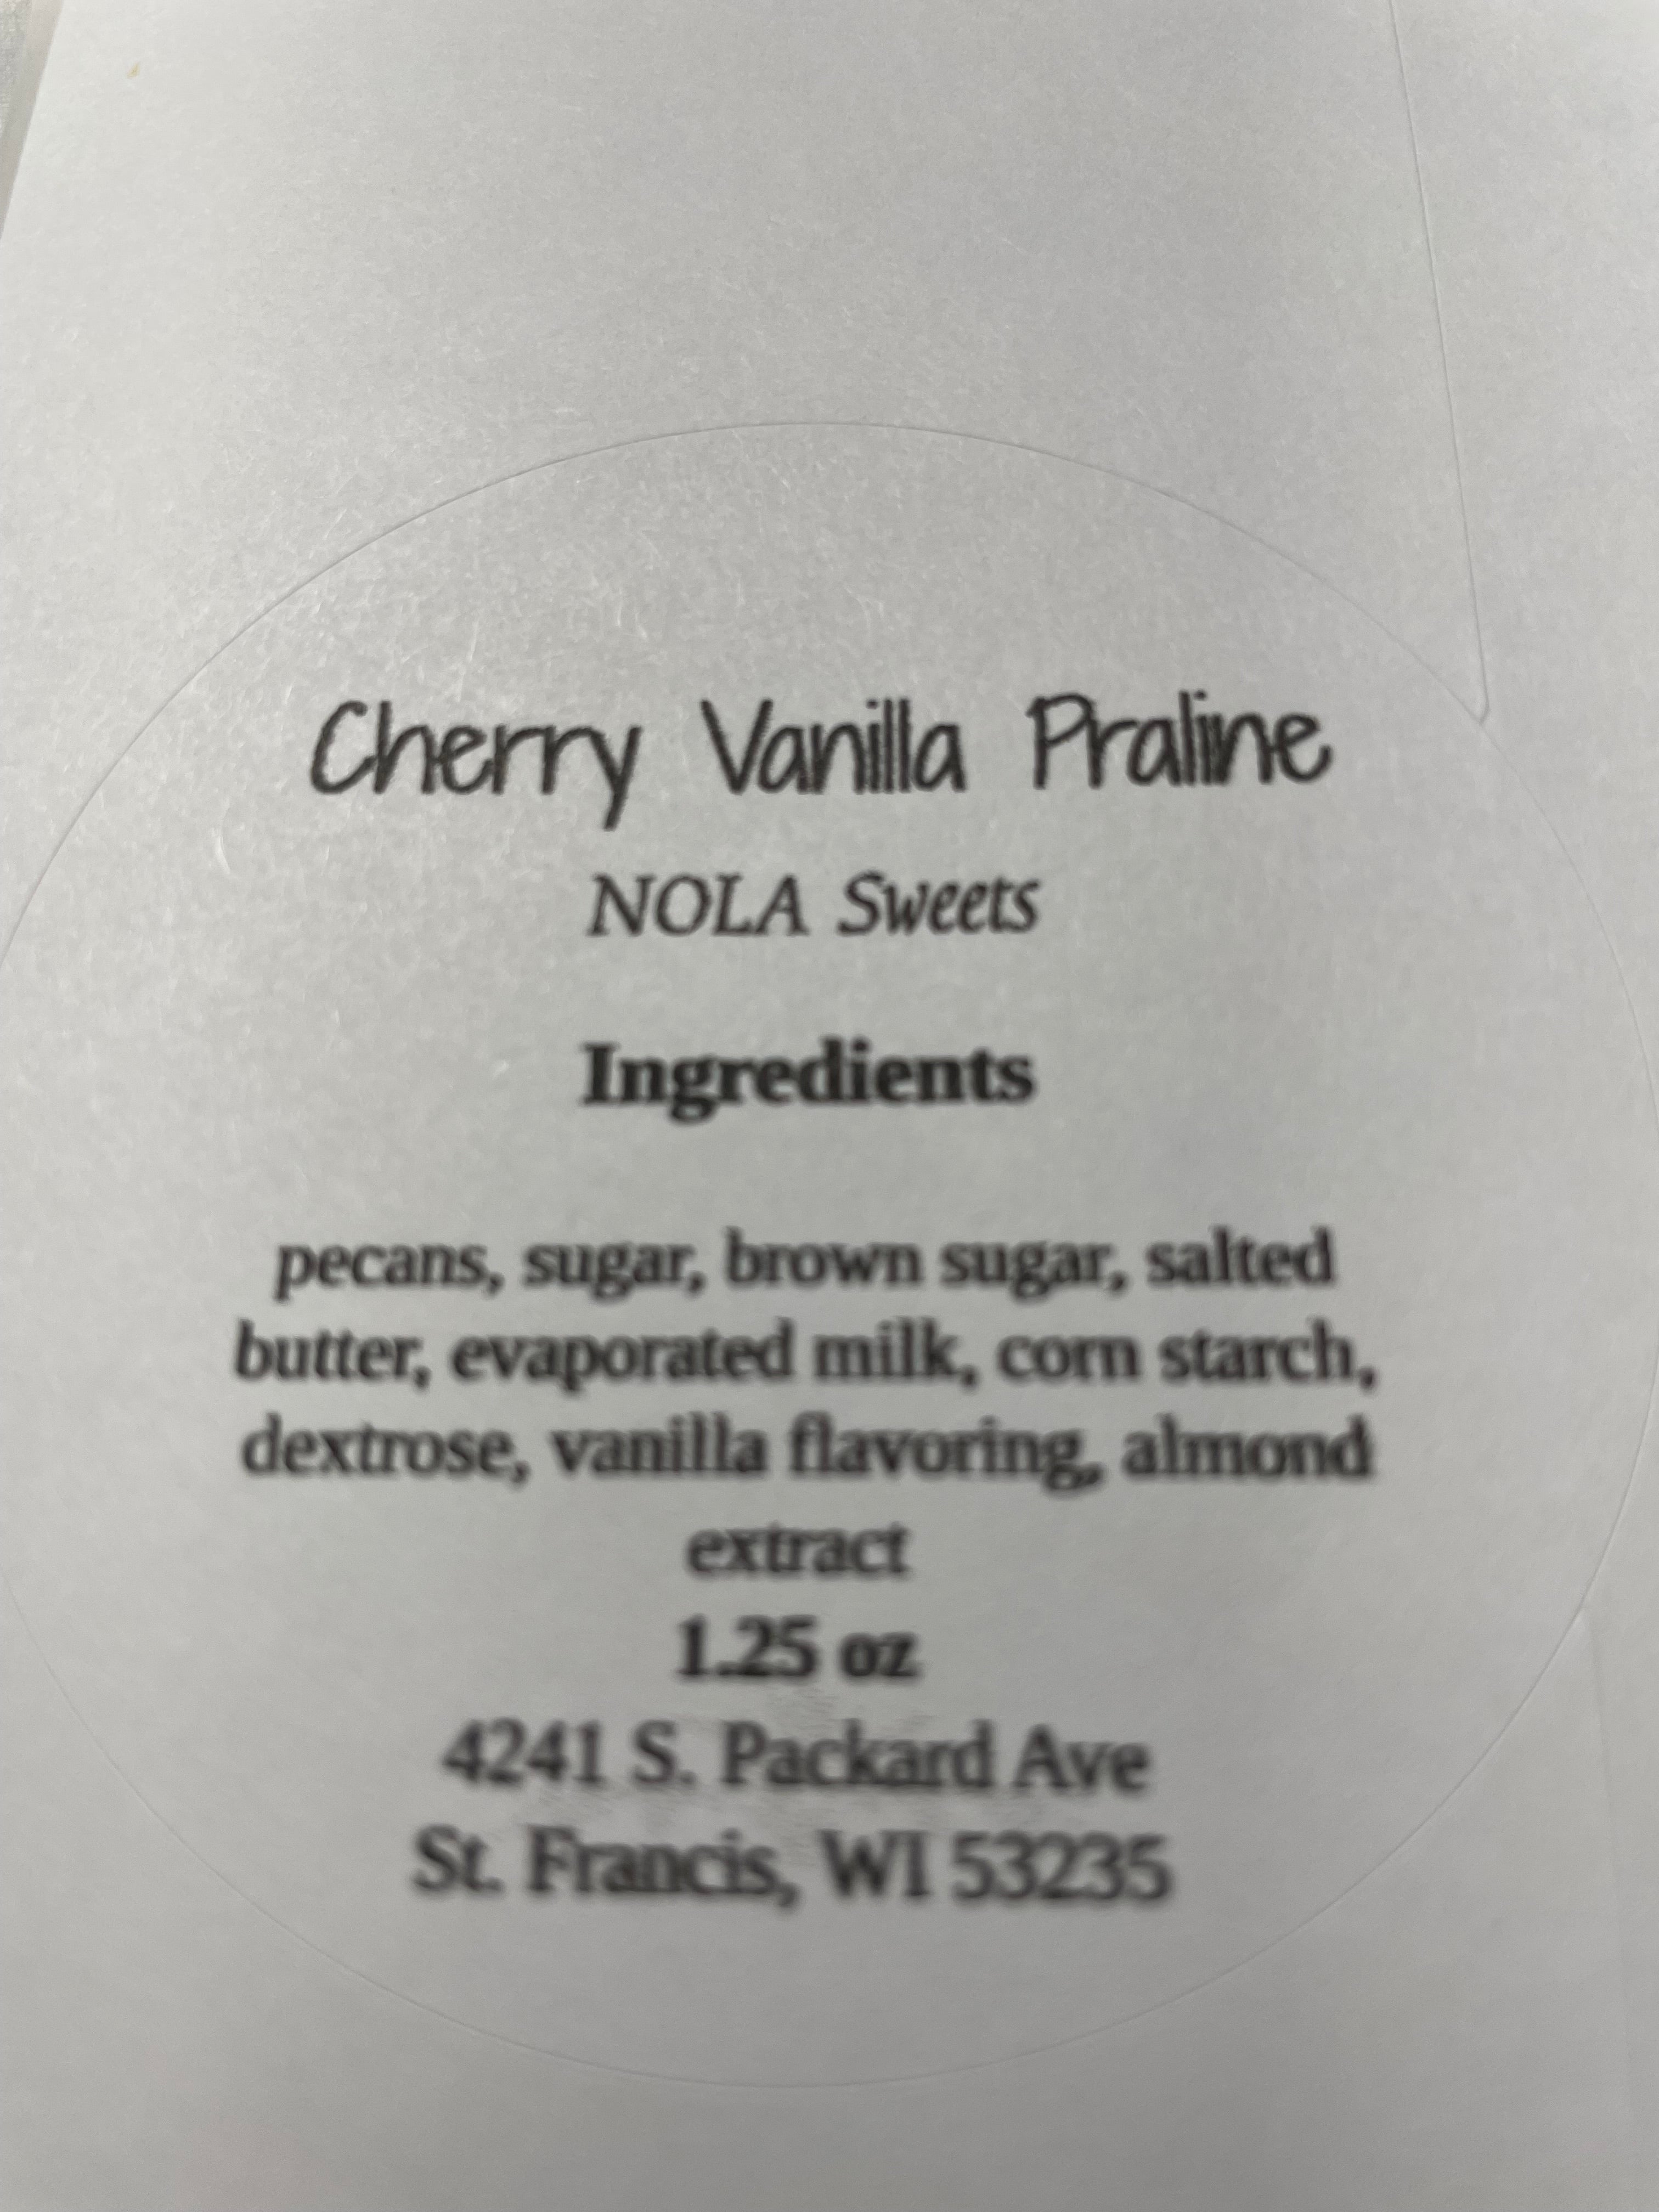 Cherry Vanilla Praline
NOLA Sweets
Ingredients
pecans, sugar, brown sugar, salted
butter, evaporated milk, corn starch,
dextrose, vanilla flavoring, almond
extract
1.25 oz
4241 S. Packard Ave
St. Francis, WI 53235